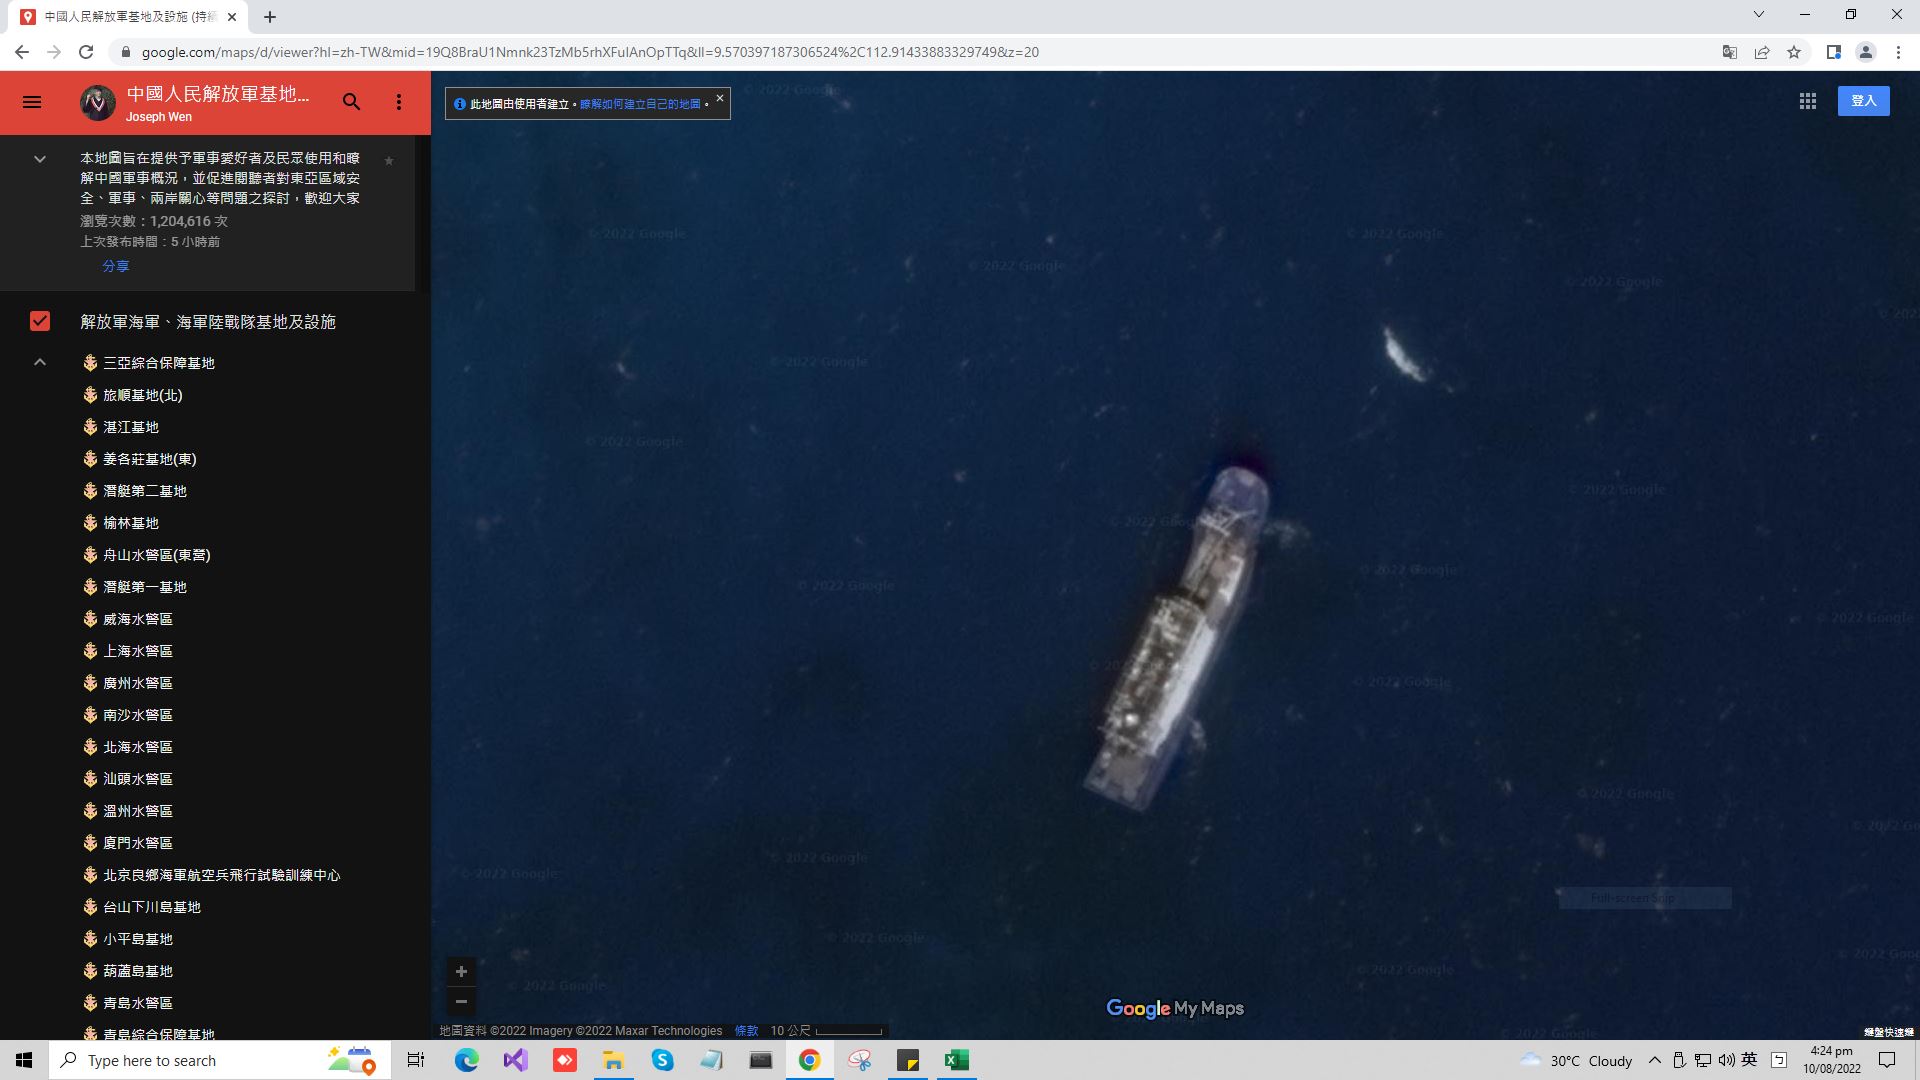 中國人民解放軍基地及設施 (持續
google.com/maps/d/viewer?hl=zh-TW&mid=19Q8BraU1Nmnk23TzMb5rhXFulAnOpTTq&ll=9.570397187306524%2C112.91433883329749&z=20
中國人民解放軍基地...
Joseph Wen
本地圖旨在提供予軍事愛好者及民眾使用和瞭
解中國軍事概況，並促進閱聽者對東亞區域安
全、軍事、兩岸關心等問題之探討，歡迎大家
瀏覽次數：1,204,616 次
上次發布時間：5 小時前
分享
解放軍海軍、海軍陸戰隊基地及設施
三亞綜合保障基地
旅順基地(北)
湛江基地
姜各莊基地(東)
潛艇第二基地
榆林基地
舟山水警區(東營)
潛艇第一基地
威海水警區
上海水警區
廣州水警區
南沙水警區
北海水警區
汕頭水警區
溫州水警區
廈門水警區
北京良鄉海軍航空兵飛行試驗訓練中心
台山下川島基地
小平島基地
葫蘆島基地
青島水警區
青島綜合保障基地
此地圖由使用者建立。瞭解如何建立自己的地圖。
登入
© 2022 Google
Full-screen Snip
Google My Maps
地圖資料 ©2022 Imagery ©2022 Maxar Technologies 條款 10 公尺
鍵盤快速鍵
Type here to search
30°C Cloudy
英
4:24 pm
10/08/2022